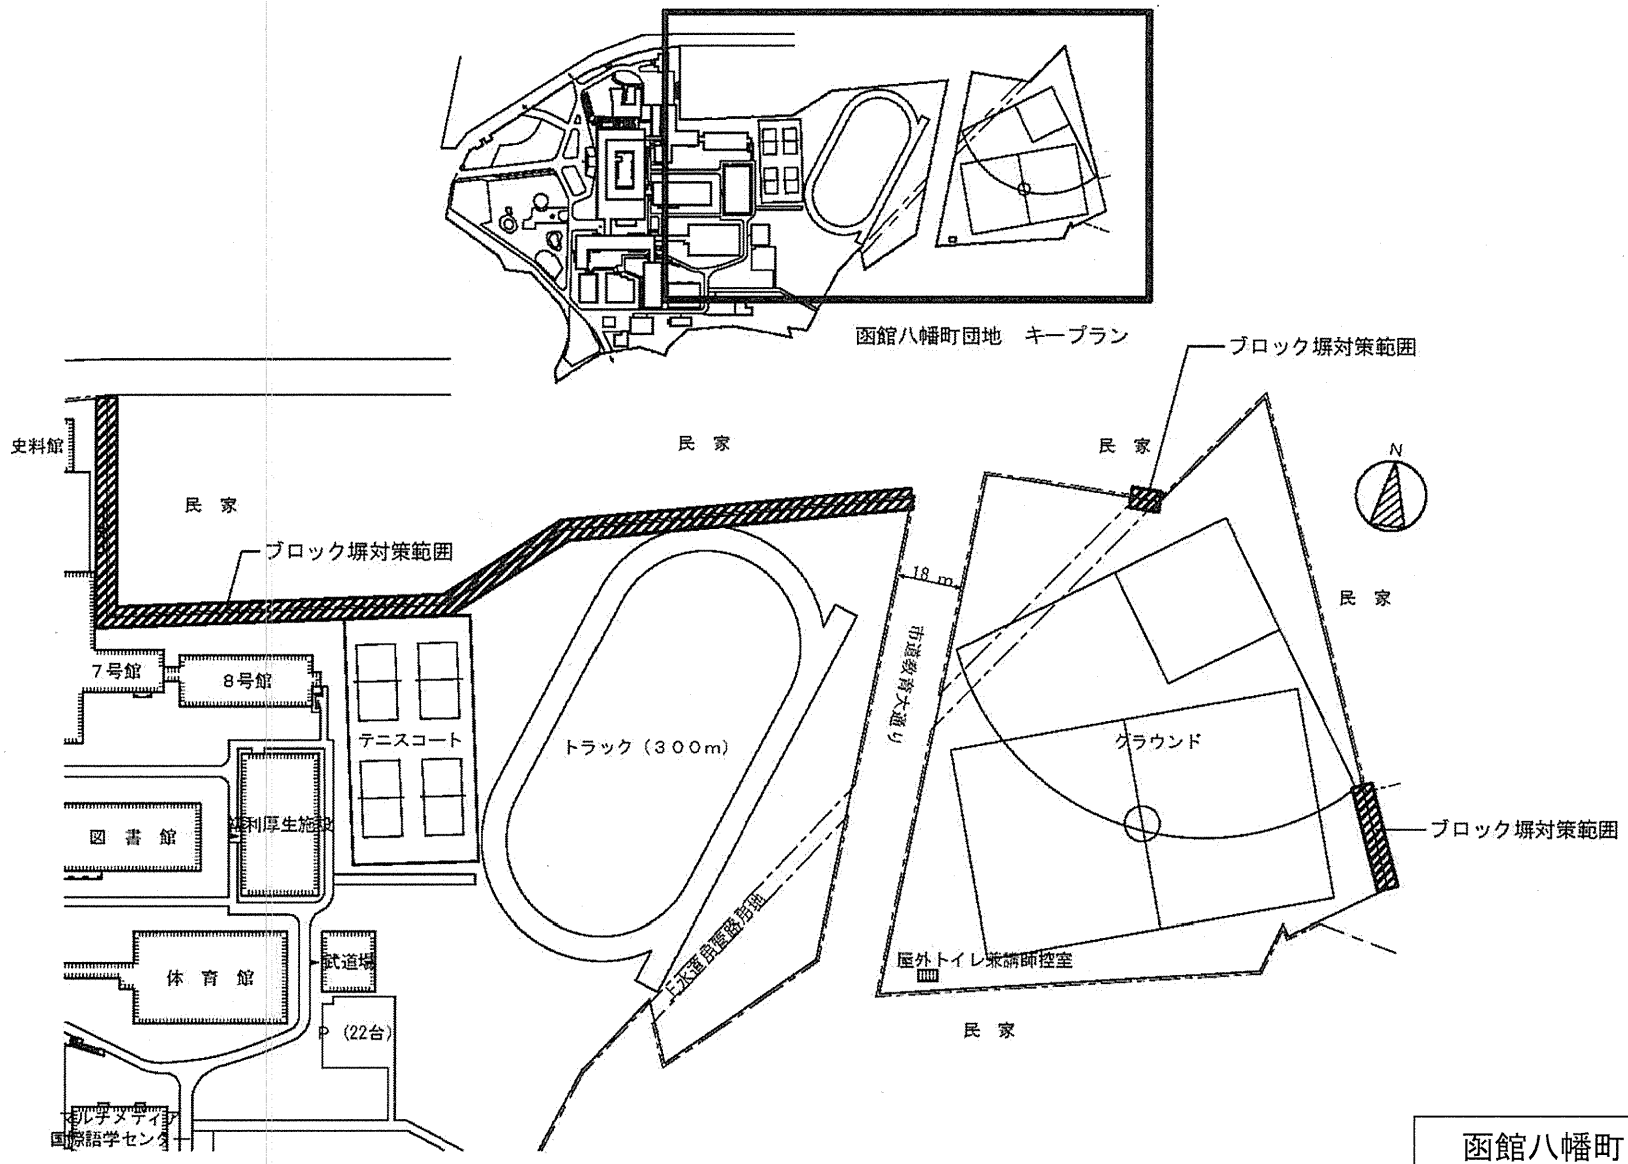 函館八幡町団地　キープラン
ブロック塀対策範囲
民　家
民　家
N
史料館
民　家
ブロック塀対策範囲
18 m
民　家
市道教育大通り
7号館
8号館
テニスコート
トラック（300m）
グラウンド
図　書　館
福利厚生施設
ブロック塀対策範囲
上水道用管路用地
屋外トイレ兼講師控室
体　育　館
武道場
P（22台）
民　家
マルチメディア
国際語学センター
函館八幡町